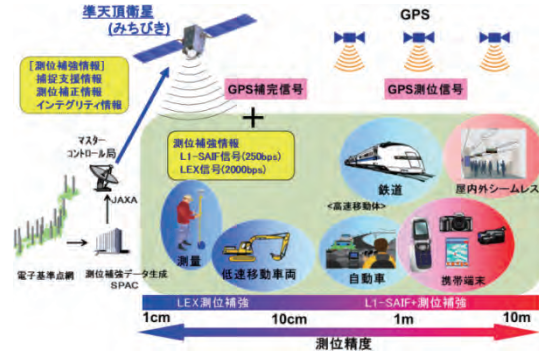 準天頂衛星
(みちびき)
GPS
[測位補強情報]
捕捉支援情報
測位補正情報
インテグリティ情報
GPS補完信号
GPS測位信号
+
測位補強情報
L1-SAIF信号(250bps)
LEX信号(2000bps)
マスター
コントロール局
JAXA
鉄道
<高速移動体>
屋内外シームレス
電子基準点網
測位補強データ生成
SPAC
測量
低速移動車両
自動車
携帯端末
LEX測位補強
L1-SAIF+測位補強
1cm
10cm
1m
10m
測位精度